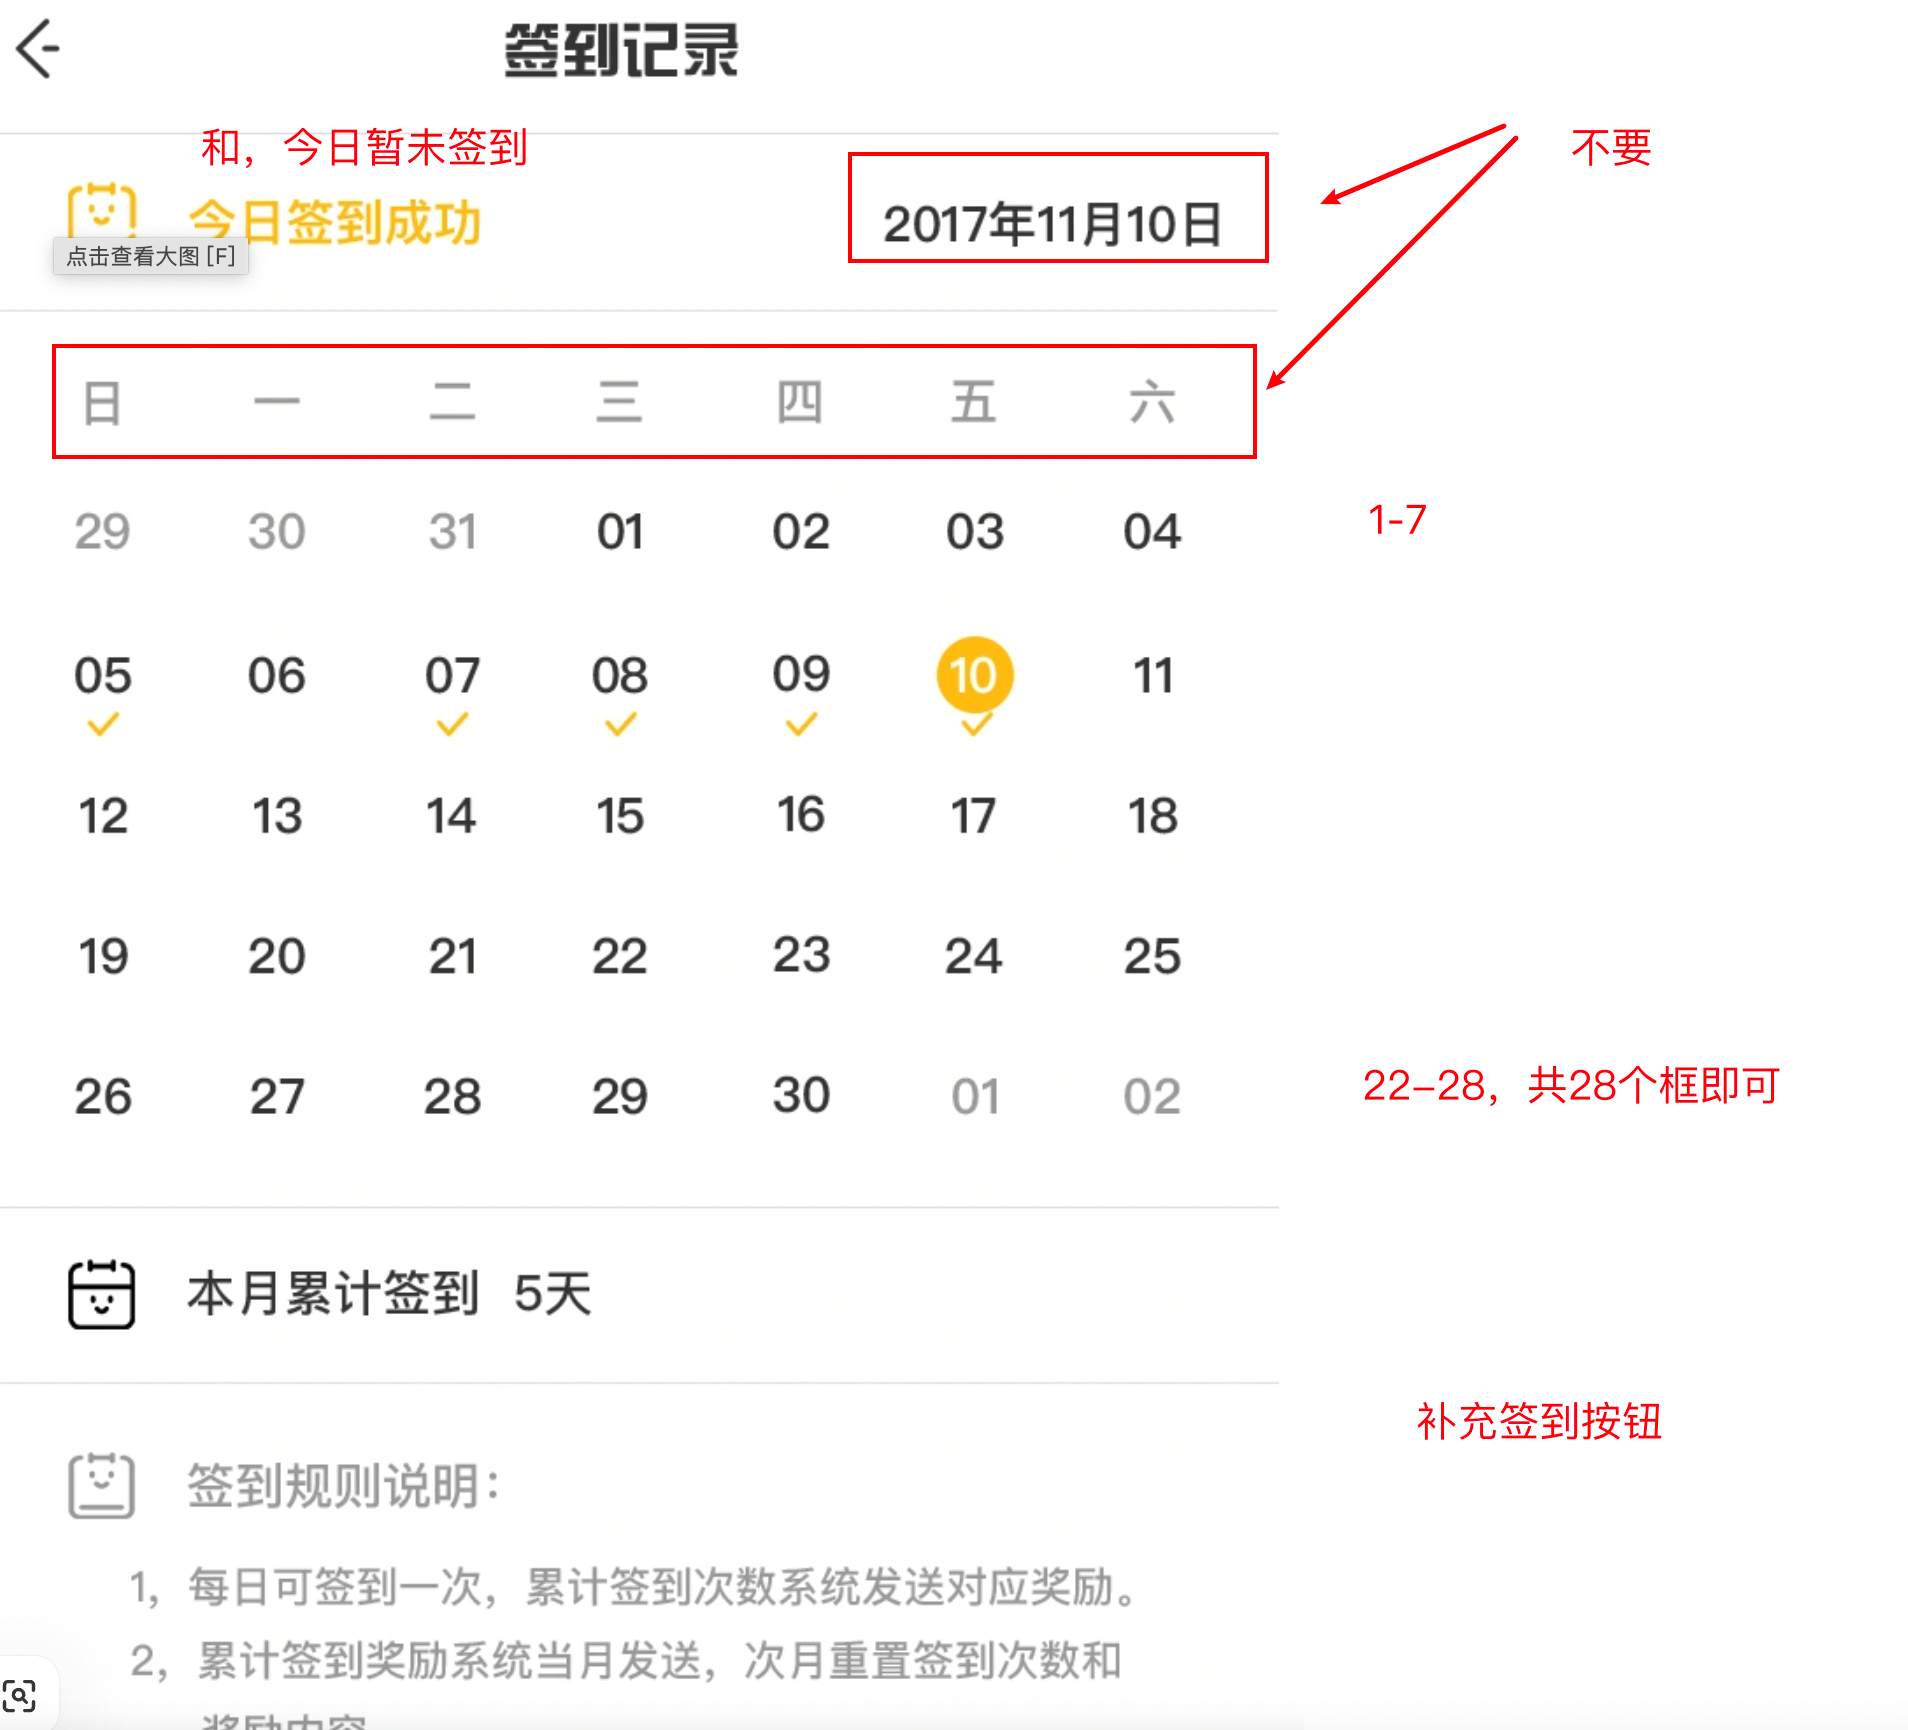 签到记录
和，今日暂未签到
不要
今日签到成功
2017年11月10日
点击查看大图 [F]
日 一 二 三 四 五 六
29 30 31 01 02 03 04
1-7
05 06 07 08 09 10 11
12 13 14 15 16 17 18
19 20 21 22 23 24 25
26 27 28 29 30 01 02
22-28，共28个框即可
本月累计签到 5天
补充签到按钮
签到规则说明：
1，每日可签到一次，累计签到次数系统发送对应奖励。
2，累计签到奖励系统当月发送，次月重置签到次数和
奖励内容